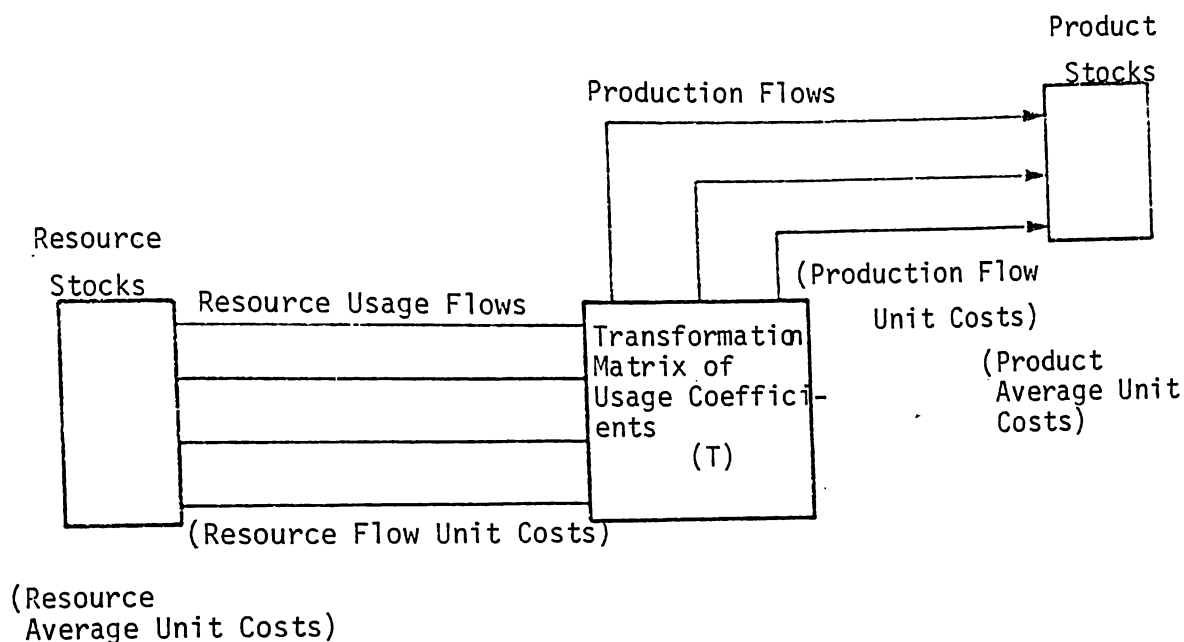 Product
Stocks
Production Flows
Resource
Stocks
Resource Usage Flows
(Production Flow
Unit Costs)
Transformation
Matrix of
Usage Coeffici-
ents
(T)
(Product
Average Unit
Costs)
(Resource Flow Unit Costs)
(Resource
Average Unit Costs)